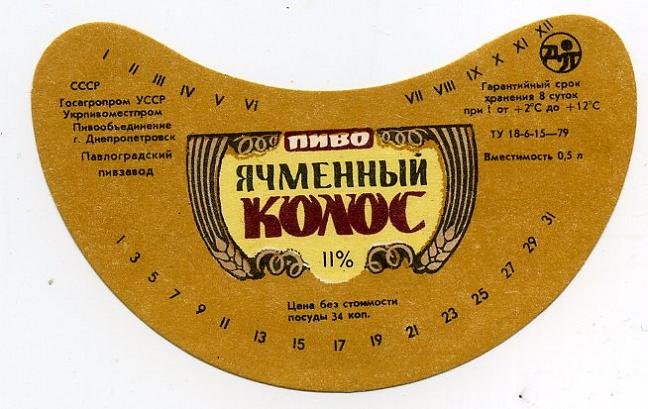 I II III IV V VI VII VIII IX X XI XII
СССР
Госагропром УССР
Укрпивоместпром
Пивообъединение
г. Днепропетровск
Павлоградский
пивзавод
ПИВО
ЯЧМЕННЫЙ
КОЛОС
11%
Гарантийный срок
хранения 8 суток
при t от +2°С до +12°С
ТУ 18-6-15—79
Вместимость 0,5 л
Цена без стоимости
посуды 34 коп.
1 3 5 7 9 11 13 15 17 19 21 23 25 27 29 31